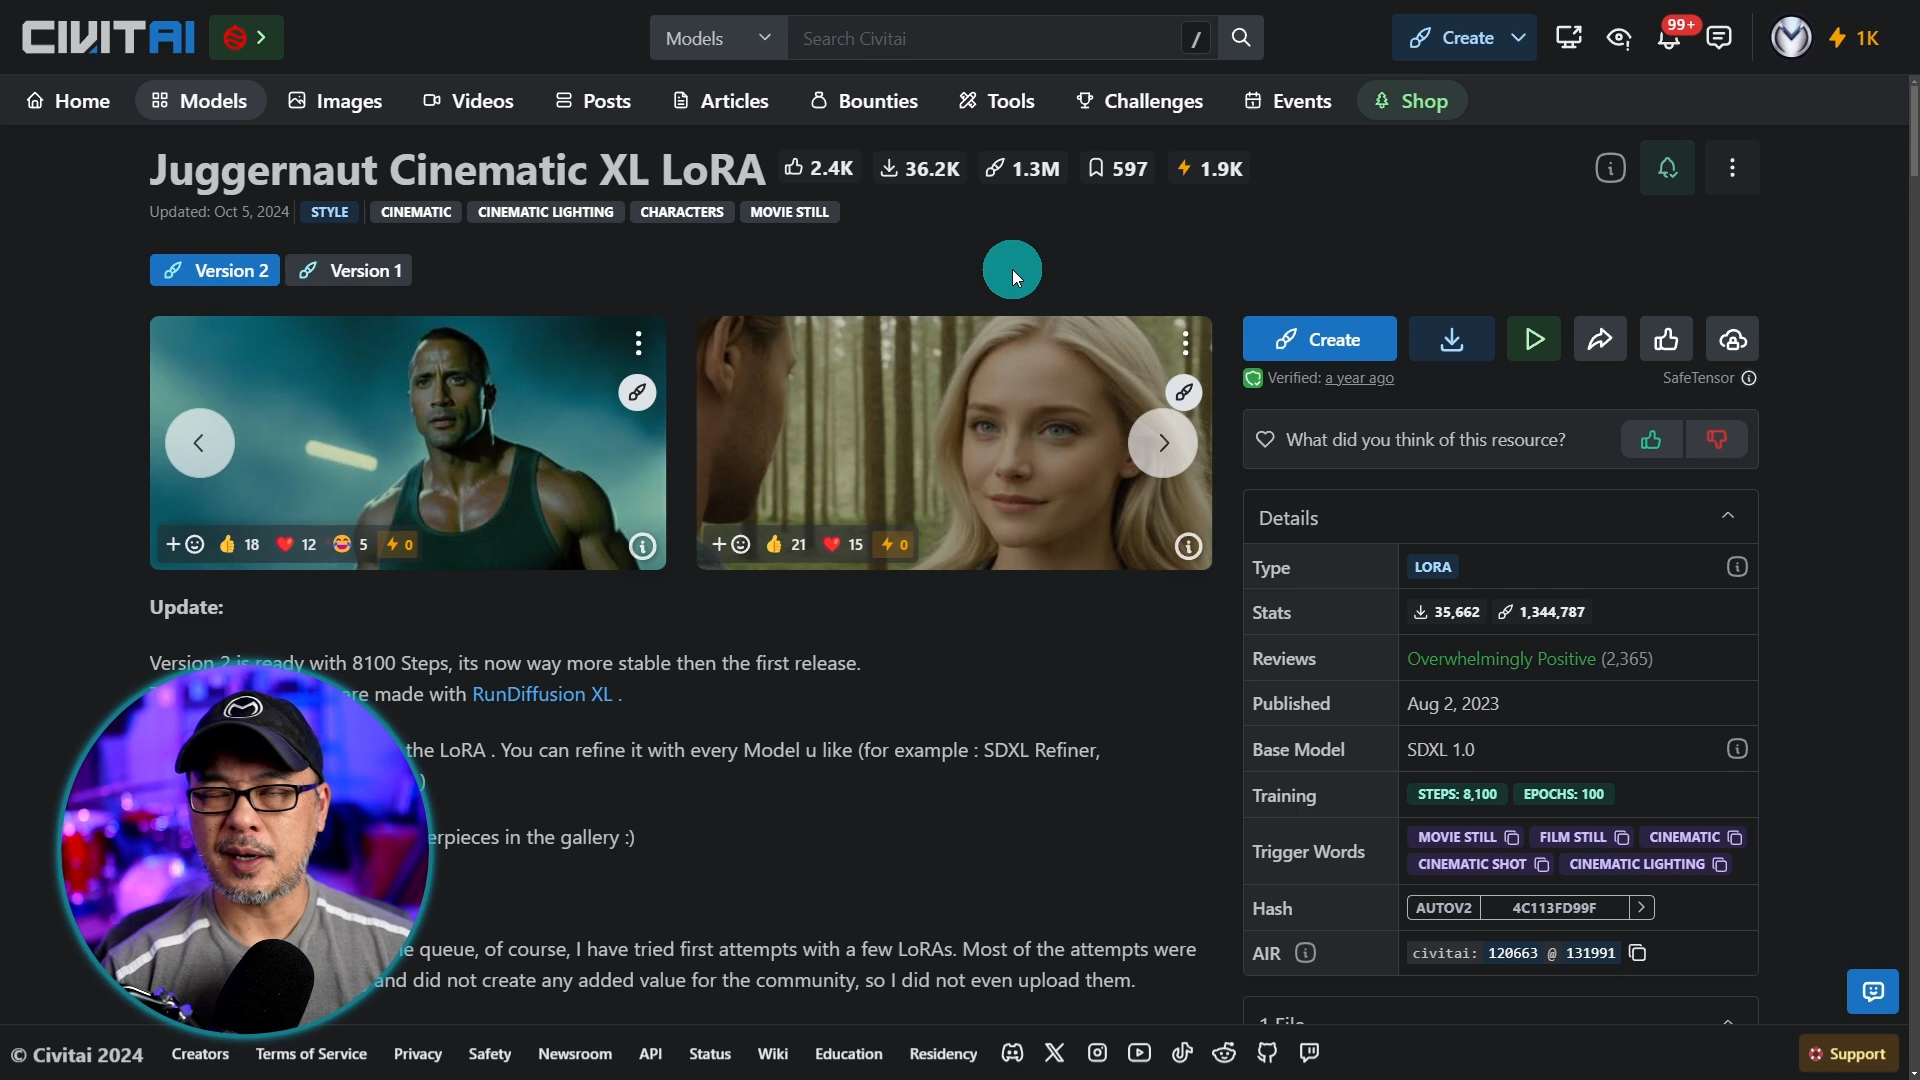 CIVITAI
Models
Search Civitai
/
Create
99+
1K
Home
Models
Images
Videos
Posts
Articles
Bounties
Tools
Challenges
Events
Shop
Juggernaut Cinematic XL LoRA
2.4K
36.2K
1.3M
597
1.9K
Updated: Oct 5, 2024
STYLE
CINEMATIC
CINEMATIC LIGHTING
CHARACTERS
MOVIE STILL
Version 2
Version 1
18
12
5
0
21
15
0
Update:
Version 2 is ready with 8100 Steps, its now way more stable then the first release.
are made with RunDiffusion XL .
the LoRA . You can refine it with every Model u like (for example : SDXL Refiner,
)
in the gallery :)
queue, of course, I have tried first attempts with a few LoRAs. Most of the attempts were
and did not create any added value for the community, so I did not even upload them.
Create
Verified: a year ago
SafeTensor
What did you think of this resource?
Details
Type
LORA
Stats
35,662
1,344,787
Reviews
Overwhelmingly Positive (2,365)
Published
Aug 2, 2023
Base Model
SDXL 1.0
Training
STEPS: 8,100
EPOCHS: 100
Trigger Words
MOVIE STILL
FILM STILL
CINEMATIC
CINEMATIC SHOT
CINEMATIC LIGHTING
Hash
AUTOV2
4C113FD99F
AIR
civitai: 120663 @ 131991
1 File
© Civitai 2024
Creators
Terms of Service
Privacy
Safety
Newsroom
API
Status
Wiki
Education
Residency
Support